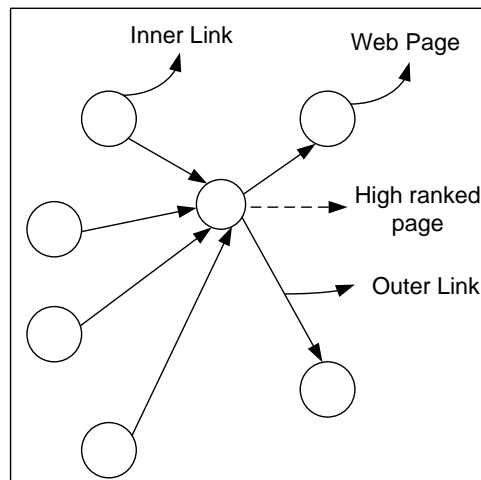 Inner Link
Web Page
High ranked
page
Outer Link